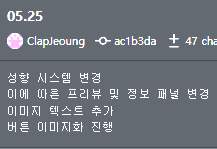 05.25
ClapJeoung ac1b3da 47 cha
성향 시스템 변경
이에 따른 프리뷰 및 정보 패널 변경
이미지 텍스트 추가
버튼 이미지화 진행